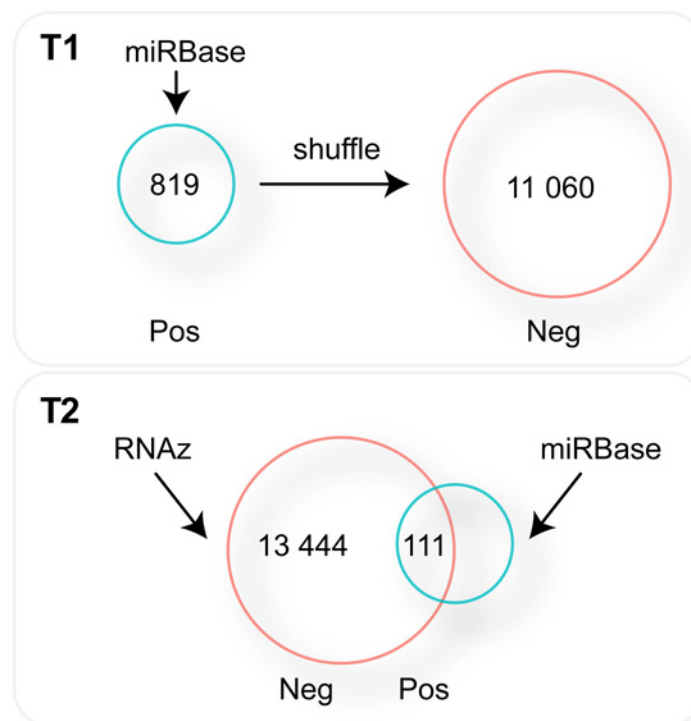 T1
miRBase
819
shuffle
11 060
Pos
Neg
T2
RNAz
miRBase
13 444
111
Neg
Pos